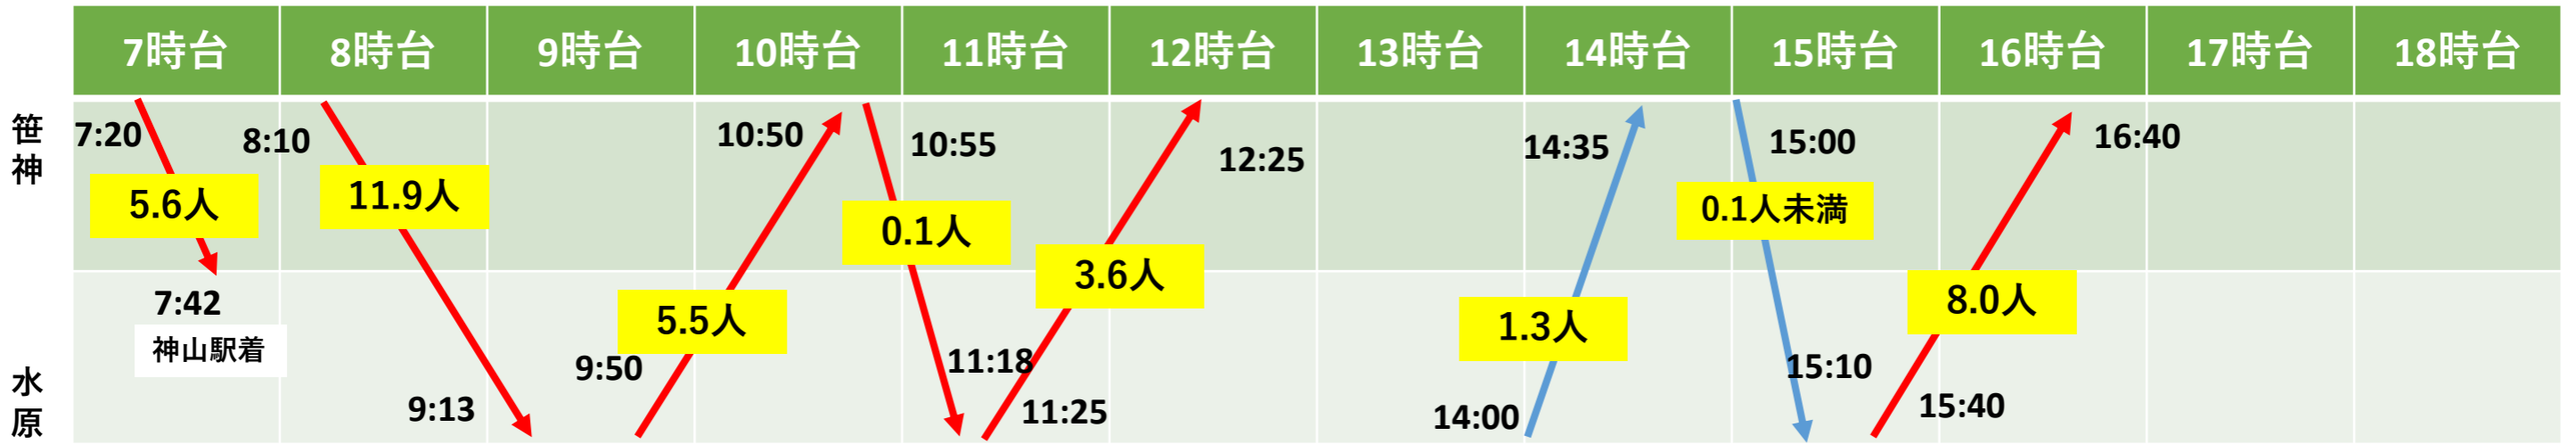 7時台 8時台 9時台 10時台 11時台 12時台 13時台 14時台 15時台 16時台 17時台 18時台
笹神
7:20 8:10 10:50 10:55 12:25 14:35 15:00 16:40
5.6人 11.9人 0.1人 0.1人未満
5.5人 3.6人 1.3人 8.0人
7:42
神山駅着
水原
9:13 9:50 11:18 11:25 14:00 15:10 15:40